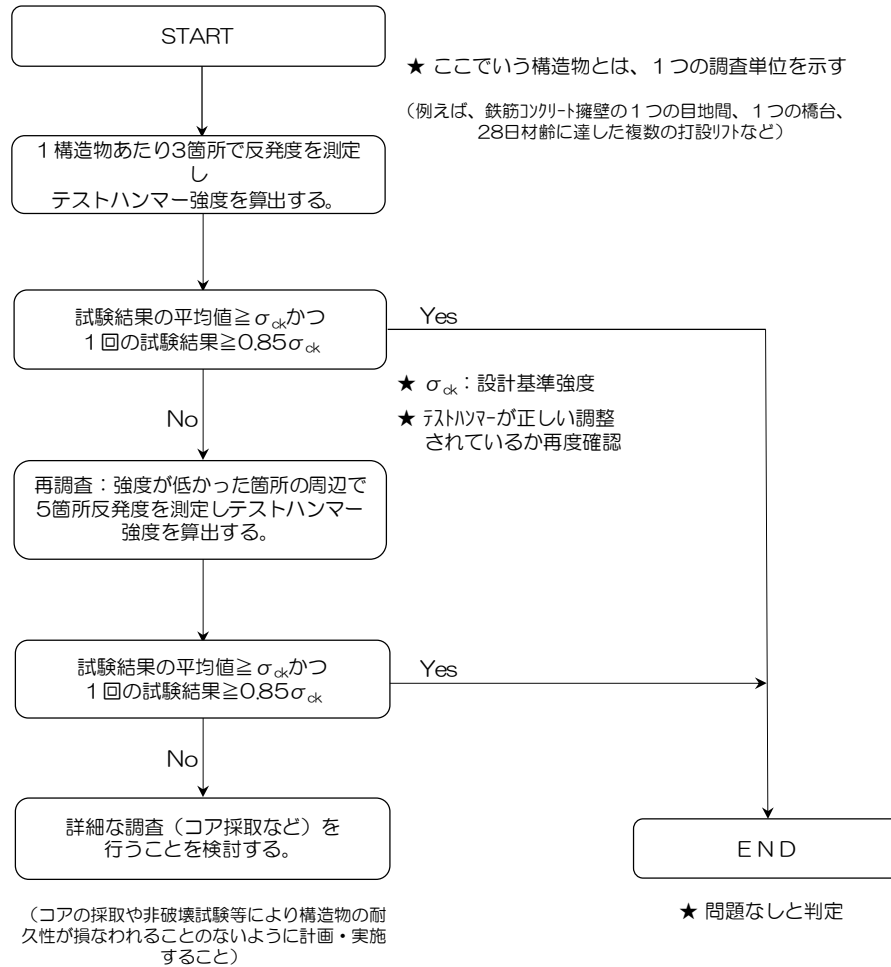 START
★ ここでいう構造物とは、１つの調査単位を示す
（例えば、鉄筋ｺﾝｸﾘｰﾄ擁壁の１つの目地間、１つの橋台、
28日材齢に達した複数の打設ﾘﾌﾄなど）
１構造物あたり3箇所で反発度を測定
し
テストハンマー強度を算出する。
試験結果の平均値≧σckかつ
１回の試験結果≧0.85σck
Yes
★ σck：設計基準強度
★ ﾃｽﾄﾊﾝﾏｰが正しい調整
されているか再度確認
No
再調査：強度が低かった箇所の周辺で
5箇所反発度を測定しテストハンマー
強度を算出する。
試験結果の平均値≧σckかつ
１回の試験結果≧0.85σck
Yes
No
詳細な調査（コア採取など）を
行うことを検討する。
（コアの採取や非破壊試験等により構造物の耐
久性が損なわれることのないように計画・実施
すること）
ＥＮＤ
★ 問題なしと判定